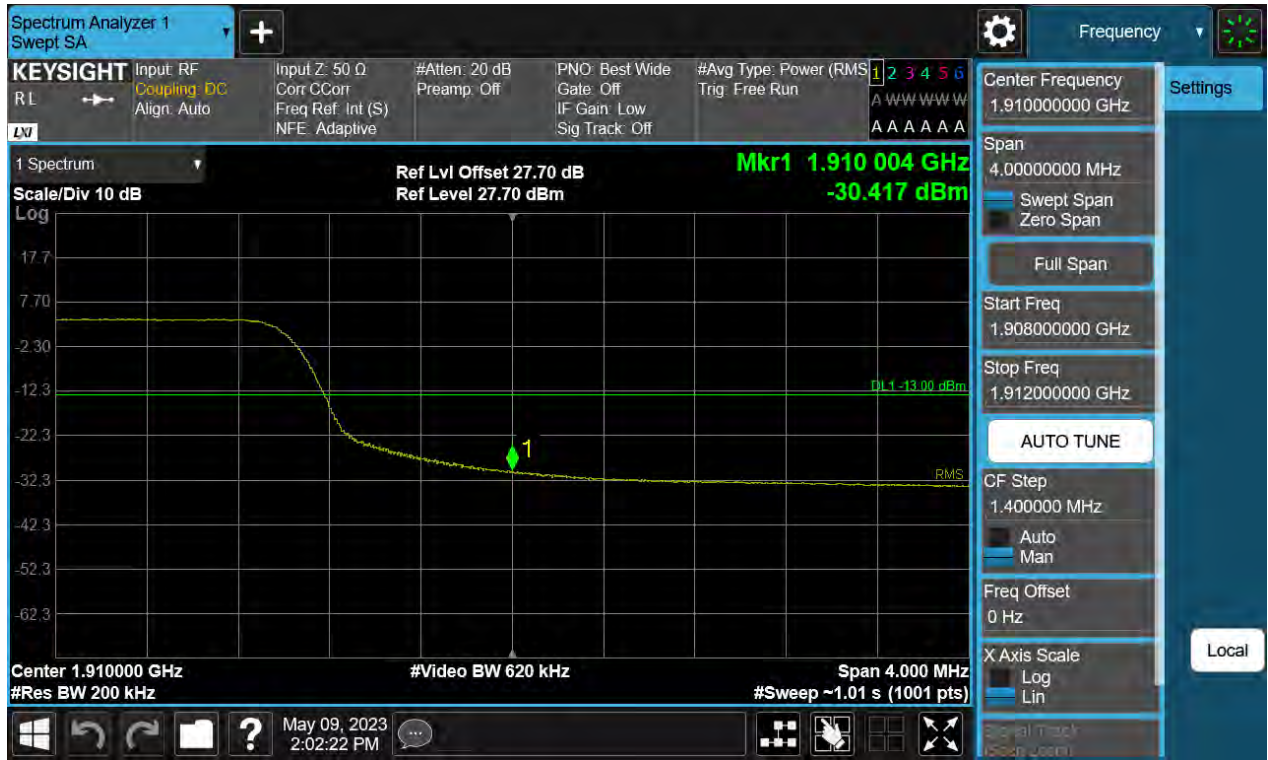 Spectrum Analyzer 1
Swept SA
Frequency
KEYSIGHT
RL
LXI
Input: RF
Coupling: DC
Align: Auto
Input Z: 50 Ω
Corr CCorr
Freq Ref: Int (S)
NFE: Adaptive
#Atten: 20 dB
Preamp: Off
PNO: Best Wide
Gate: Off
IF Gain: Low
Sig Track: Off
#Avg Type: Power (RMS
Trig: Free Run
1 2 3 4 5 6
A W W W W W
A A A A A A
1 Spectrum
Scale/Div 10 dB
Log
Ref Lvl Offset 27.70 dB
Ref Level 27.70 dBm
Mkr1 1.910 004 GHz
-30.417 dBm
17.7
7.70
-2.30
-12.3
-22.3
-32.3
-42.3
-52.3
-62.3
DL1 -13.00 dBm
1
RMS
Center 1.910000 GHz
#Res BW 200 kHz
#Video BW 620 kHz
Span 4.000 MHz
#Sweep ~1.01 s (1001 pts)
Center Frequency
1.910000000 GHz
Settings
Span
4.00000000 MHz
Swept Span
Zero Span
Full Span
Start Freq
1.908000000 GHz
Stop Freq
1.912000000 GHz
AUTO TUNE
CF Step
1.400000 MHz
Auto
Man
Freq Offset
0 Hz
X Axis Scale
Log
Lin
Local
Signal Track
(Span Zoom)
?
May 09, 2023
2:02:22 PM